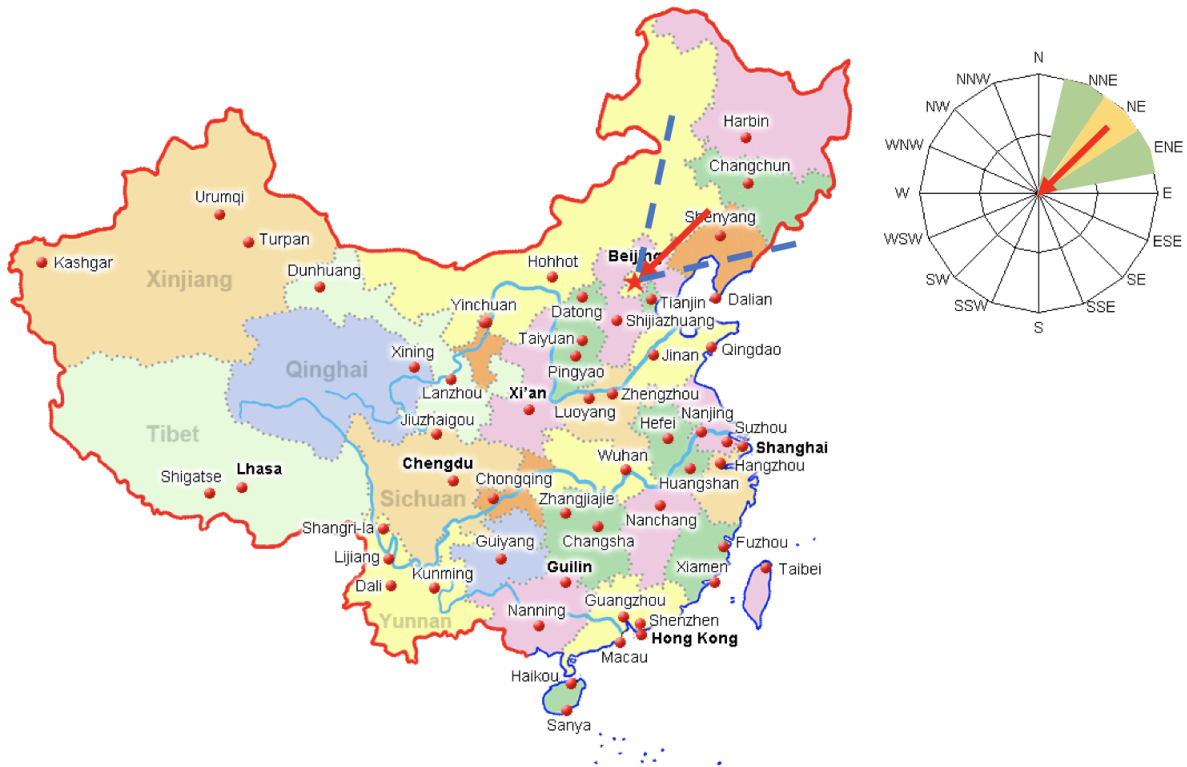 N
NNW
NNE
NW
NE
WNW
ENE
W
E
WSW
ESE
SW
SE
SSW
SSE
S
Harbin
Changchun
Urumqi
Turpan
Shenyang
Kashgar
Beijing
Hohhot
Dunhuang
Xinjiang
Tianjin
Dalian
Datong
Yinchuan
Shijiazhuang
Taiyuan
Xining
Jinan
Qingdao
Qinghai
Pingyao
Lanzhou
Xi'an
Zhengzhou
Luoyang
Jiuzhaigou
Hefei
Nanjing
Suzhou
Tibet
Shanghai
Wuhan
Hangzhou
Chengdu
Lhasa
Shigatse
Chongqing
Huangshan
Sichuan
Zhangjiajie
Nanchang
Shangri-la
Changsha
Guiyang
Fuzhou
Lijiang
Guilin
Xiamen
Taibei
Kunming
Dali
Guangzhou
Nanning
Yunnan
Shenzhen
Hong Kong
Macau
Haikou
Sanya